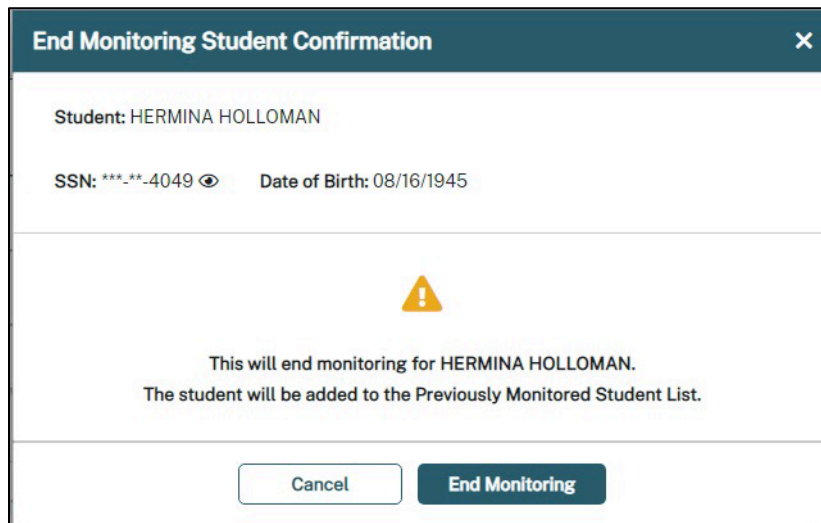 End Monitoring Student Confirmation
Student: HERMINA HOLLOMAN
SSN: ***-**-4049 Date of Birth: 08/16/1945
This will end monitoring for HERMINA HOLLOMAN.
The student will be added to the Previously Monitored Student List.
Cancel End Monitoring